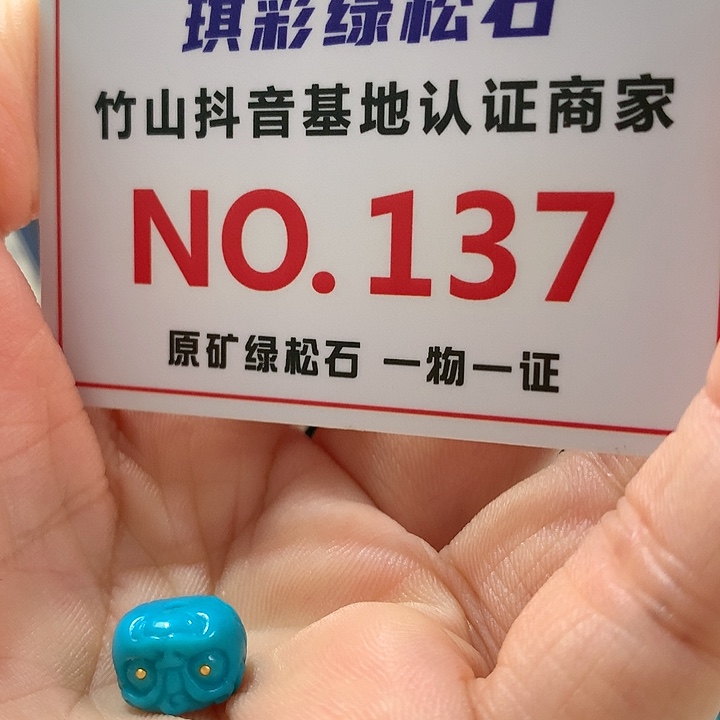 琪彩绿松石
竹山抖音基地认证商家
NO.137
原矿绿松石 一物一证